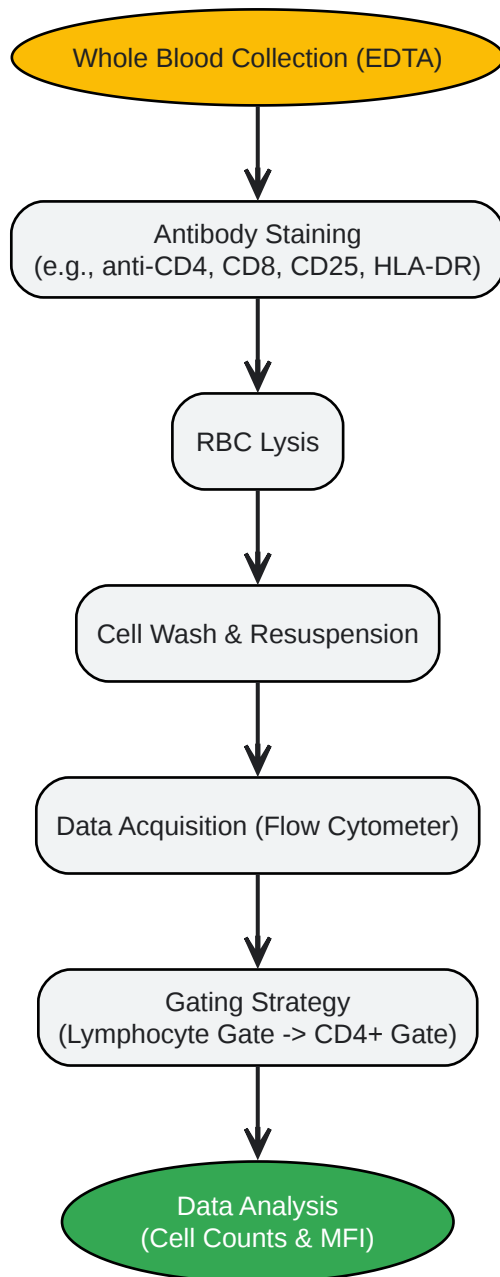 Whole Blood Collection (EDTA)
Antibody Staining
(e.g., anti-CD4, CD8, CD25, HLA-DR)
RBC Lysis
Cell Wash & Resuspension
Data Acquisition (Flow Cytometer)
Gating Strategy
(Lymphocyte Gate -> CD4+ Gate)
Data Analysis
(Cell Counts & MFI)